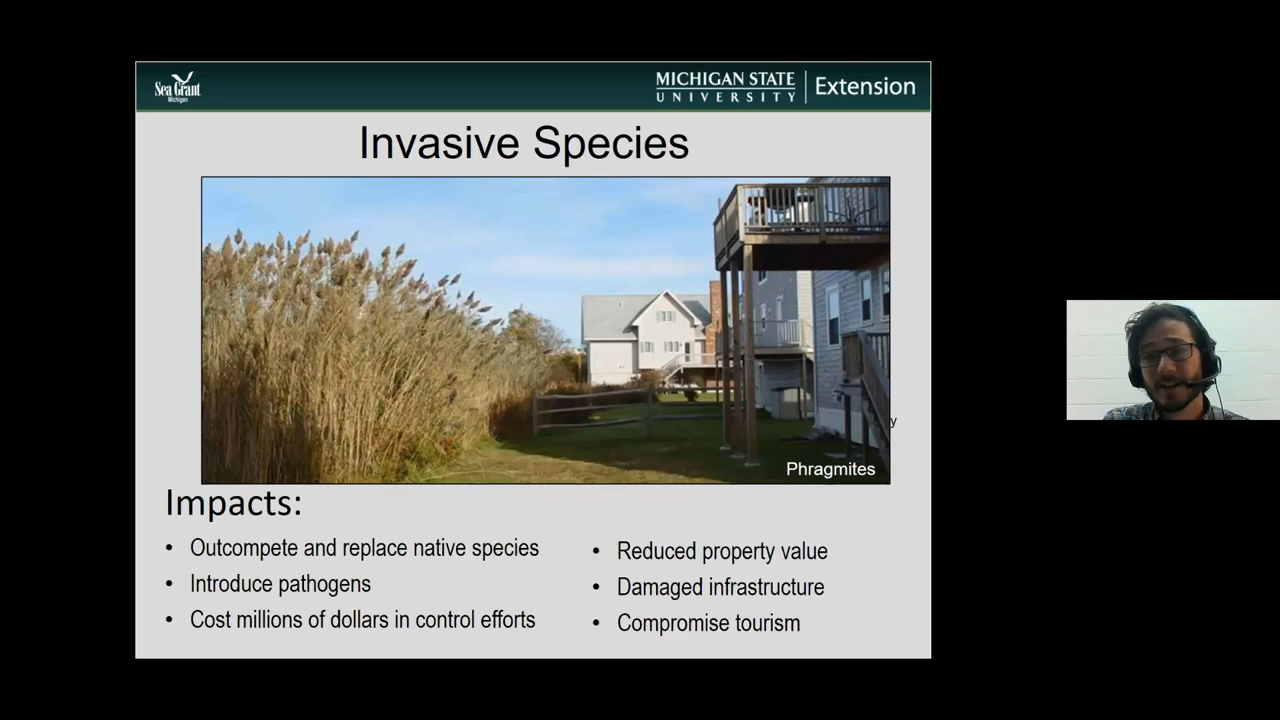 Sea Grant
Michigan
MICHIGAN STATE
UNIVERSITY
Extension
Invasive Species
y
Phragmites
Impacts:
• Outcompete and replace native species
• Introduce pathogens
• Cost millions of dollars in control efforts
• Reduced property value
• Damaged infrastructure
• Compromise tourism